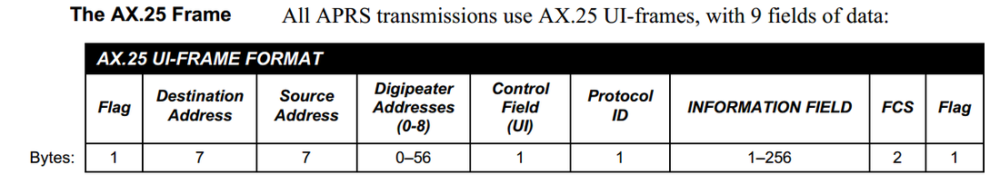 The AX.25 Frame All APRS transmissions use AX.25 UI-frames, with 9 fields of data:
AX.25 UI-FRAME FORMAT
Flag
Destination
Address
Source
Address
Digipeater
Addresses
(0-8)
Control
Field
(UI)
Protocol
ID
INFORMATION FIELD
FCS
Flag
Bytes: 1 7 7 0–56 1 1 1–256 2 1